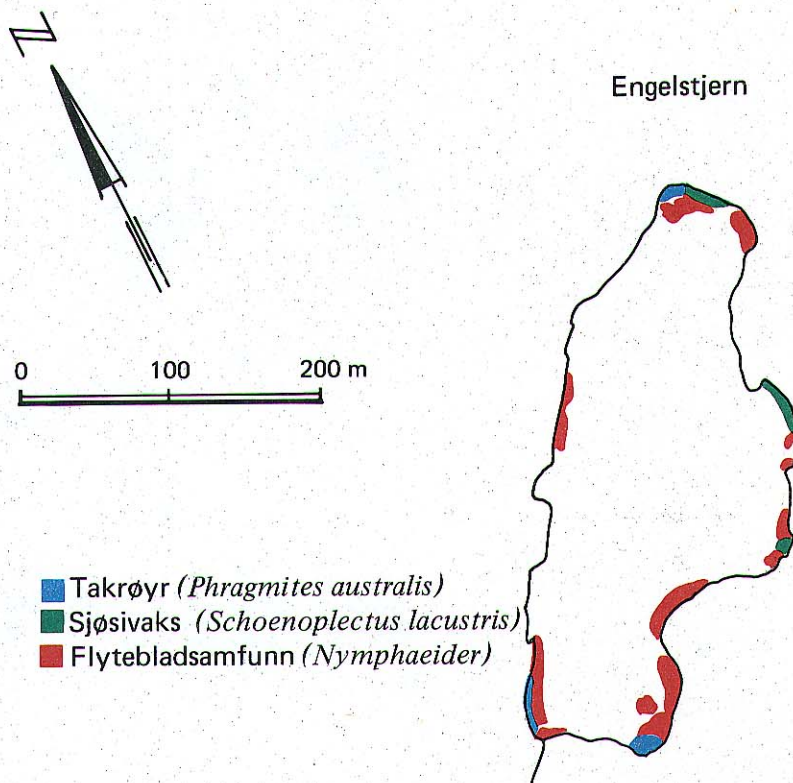 N
Engelstjern
0 100 200 m
Takrøyr (Phragmites australis)
Sjøsivaks (Schoenoplectus lacustris)
Flytebladsamfunn (Nymphaeider)